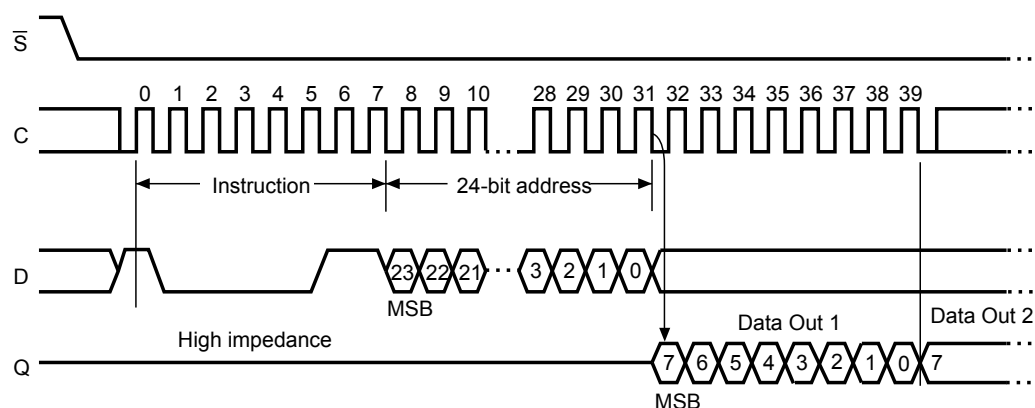 S̅
0 1 2 3 4 5 6 7 8 9 10 28 29 30 31 32 33 34 35 36 37 38 39
C
Instruction 24-bit address
D 23 22 21 3 2 1 0
MSB
Data Out 1 Data Out 2
High impedance
Q 7 6 5 4 3 2 1 0 7
MSB